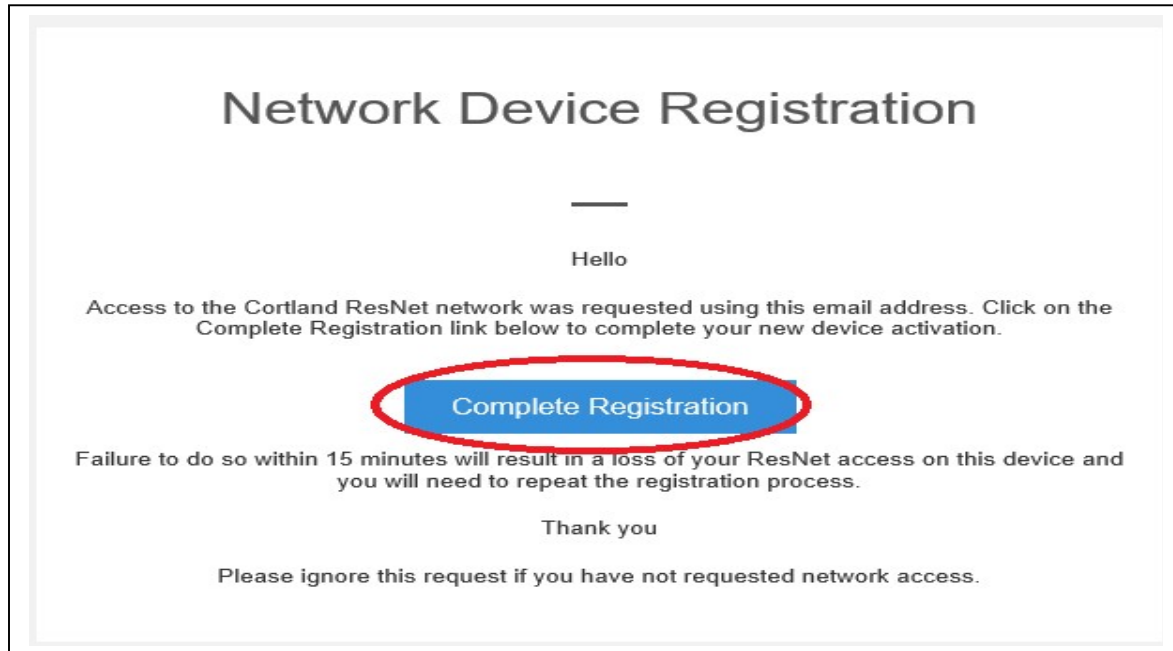 Network Device Registration
Hello
Access to the Cortland ResNet network was requested using this email address. Click on the
Complete Registration link below to complete your new device activation.
Complete Registration
Failure to do so within 15 minutes will result in a loss of your ResNet access on this device and
you will need to repeat the registration process.
Thank you
Please ignore this request if you have not requested network access.